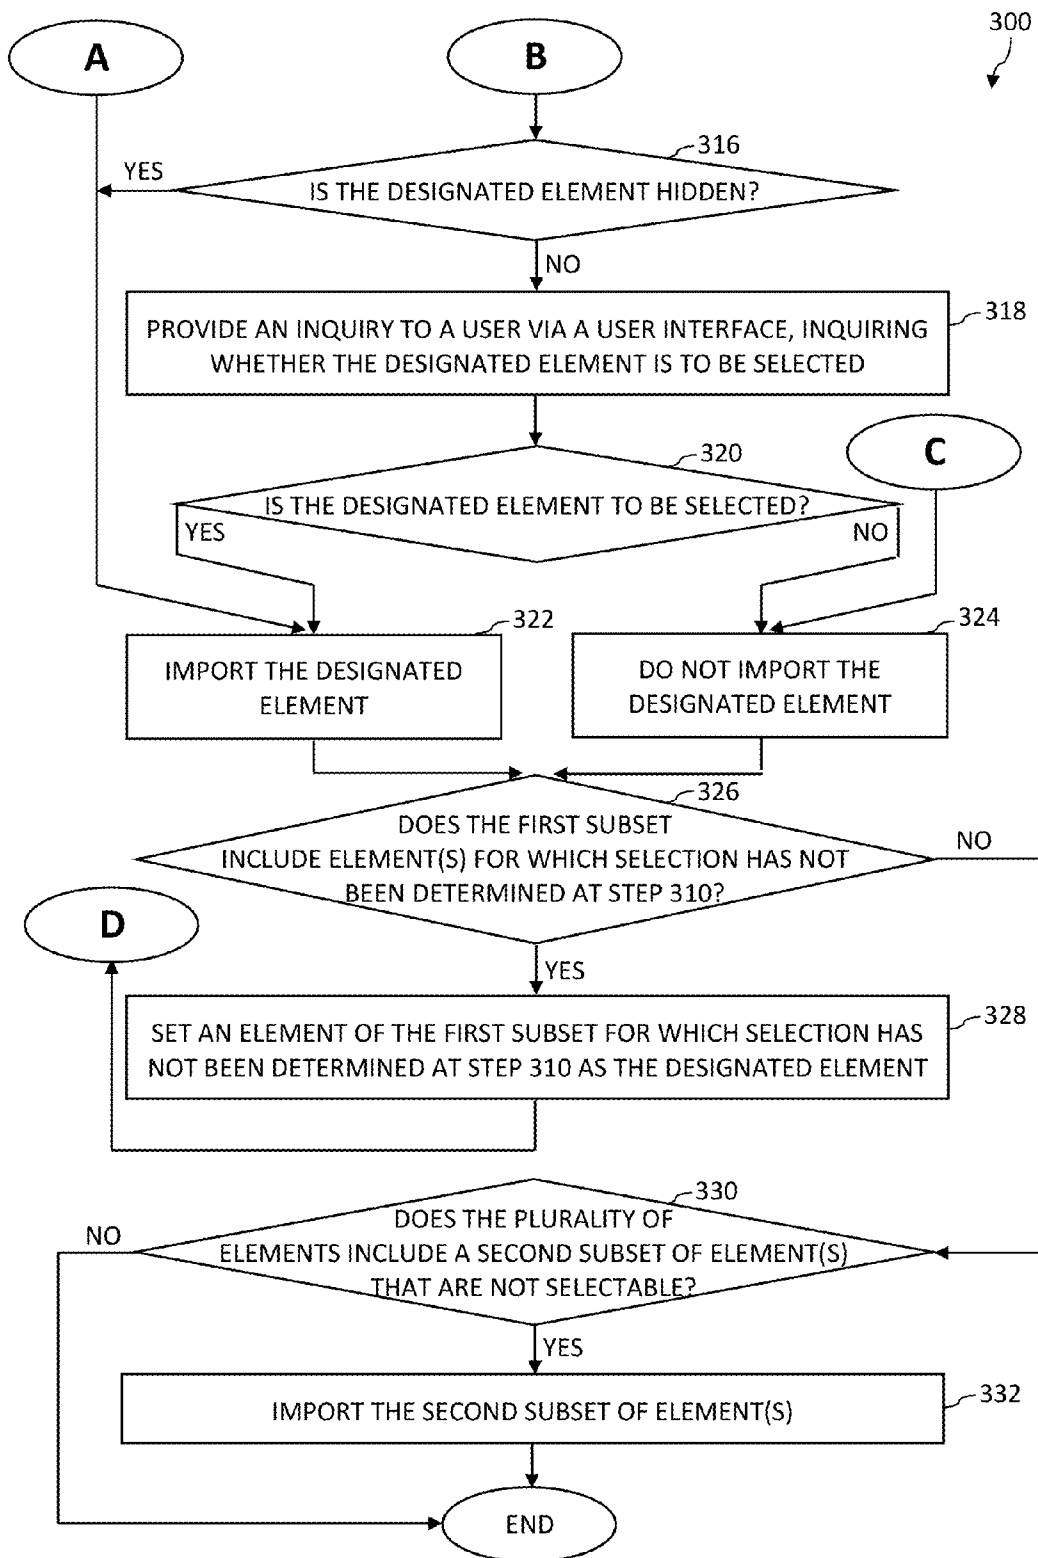 300
A
B
316
YES
IS THE DESIGNATED ELEMENT HIDDEN?
NO
318
PROVIDE AN INQUIRY TO A USER VIA A USER INTERFACE, INQUIRING
WHETHER THE DESIGNATED ELEMENT IS TO BE SELECTED
320
C
IS THE DESIGNATED ELEMENT TO BE SELECTED?
YES
NO
322
324
IMPORT THE DESIGNATED
ELEMENT
DO NOT IMPORT THE
DESIGNATED ELEMENT
326
DOES THE FIRST SUBSET
INCLUDE ELEMENT(S) FOR WHICH SELECTION HAS NOT
BEEN DETERMINED AT STEP 310?
NO
D
YES
328
SET AN ELEMENT OF THE FIRST SUBSET FOR WHICH SELECTION HAS
NOT BEEN DETERMINED AT STEP 310 AS THE DESIGNATED ELEMENT
330
NO
DOES THE PLURALITY OF
ELEMENTS INCLUDE A SECOND SUBSET OF ELEMENT(S)
THAT ARE NOT SELECTABLE?
YES
332
IMPORT THE SECOND SUBSET OF ELEMENT(S)
END